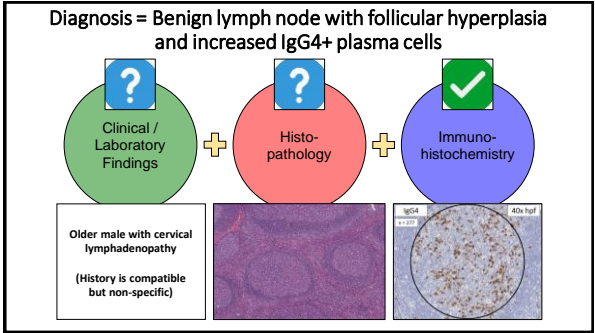 Diagnosis = Benign lymph node with follicular hyperplasia
and increased IgG4+ plasma cells
?
?
Clinical /
Laboratory
Findings
Histo-
pathology
Immuno-
histochemistry
Older male with cervical
lymphadenopathy
(History is compatible
but non-specific)
IgG4
40x hpf
n = 277